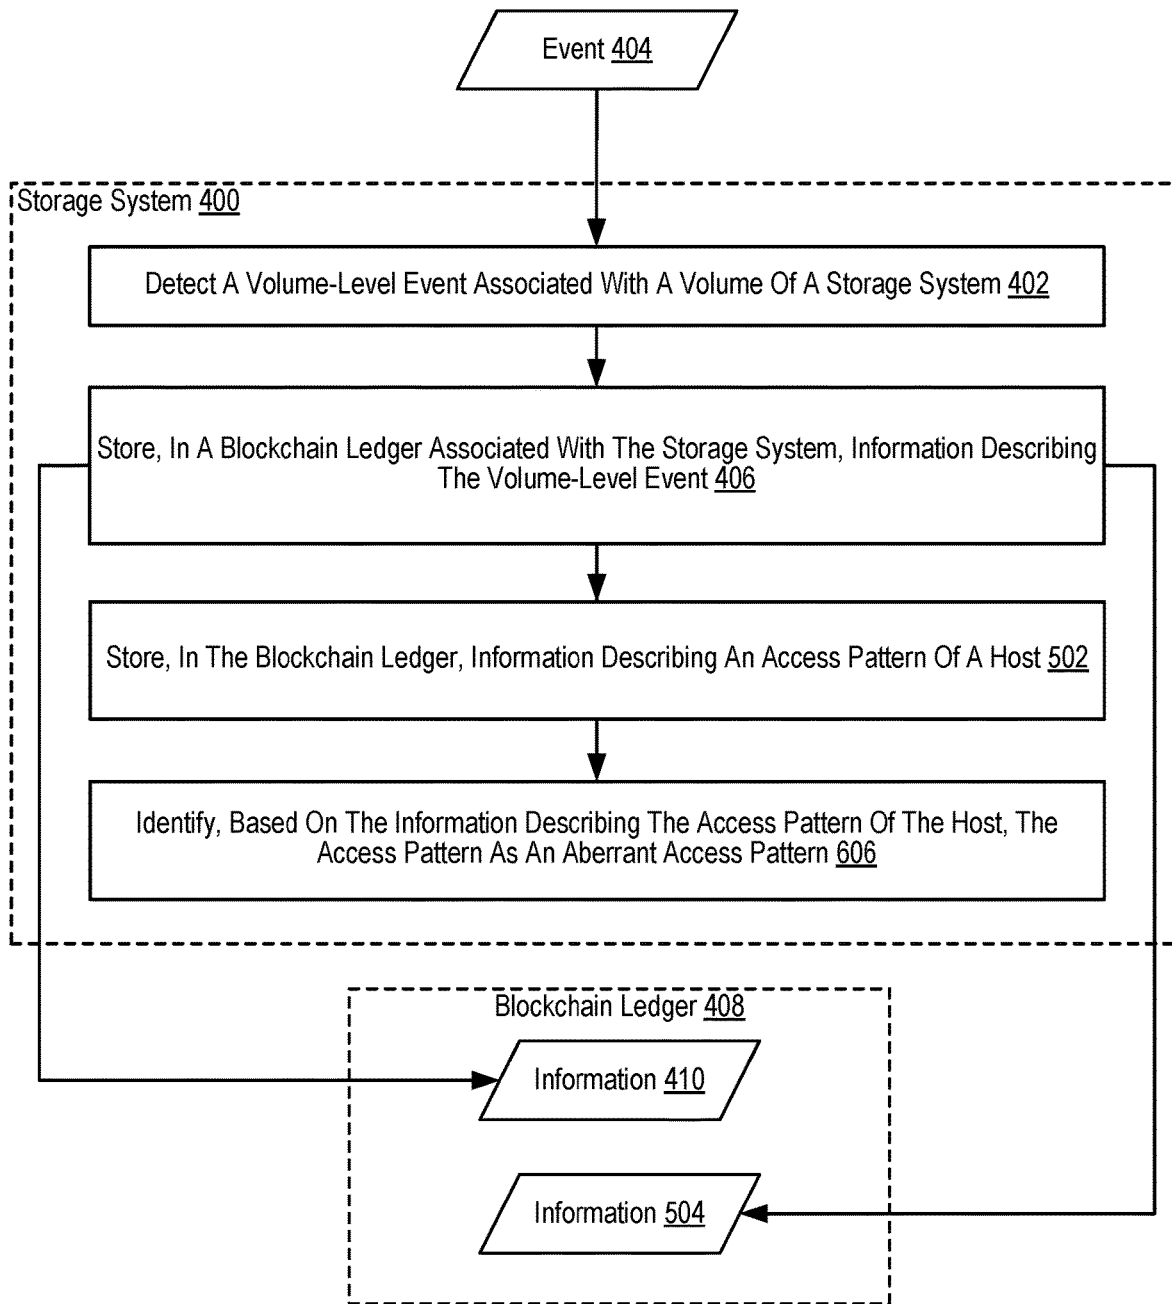 Event 404
Storage System 400
Detect A Volume-Level Event Associated With A Volume Of A Storage System 402
Store, In A Blockchain Ledger Associated With The Storage System, Information Describing
The Volume-Level Event 406
Store, In The Blockchain Ledger, Information Describing An Access Pattern Of A Host 502
Identify, Based On The Information Describing The Access Pattern Of The Host, The
Access Pattern As An Aberrant Access Pattern 606
Blockchain Ledger 408
Information 410
Information 504